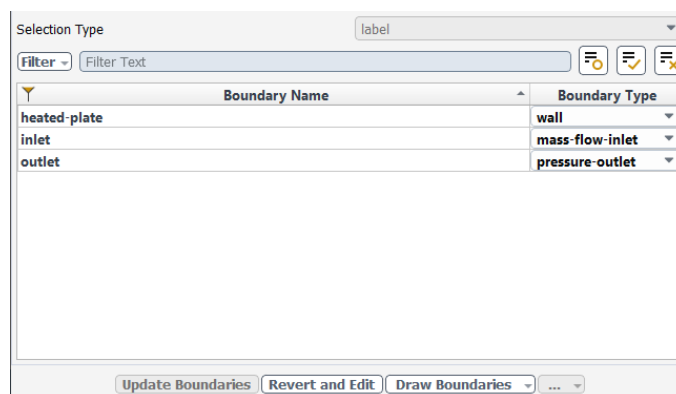 Selection Type label
Filter Filter Text
Boundary Name Boundary Type
heated-plate wall
inlet mass-flow-inlet
outlet pressure-outlet
Update Boundaries Revert and Edit Draw Boundaries ...